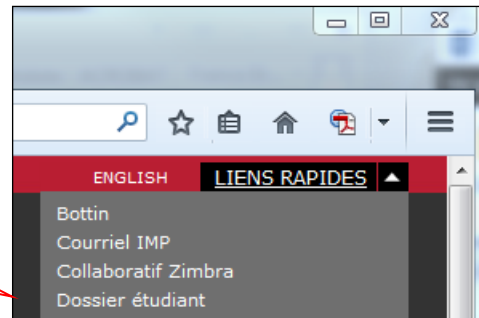 ENGLISH LIENS RAPIDES
Bottin
Courriel IMP
Collaboratif Zimbra
Dossier étudiant